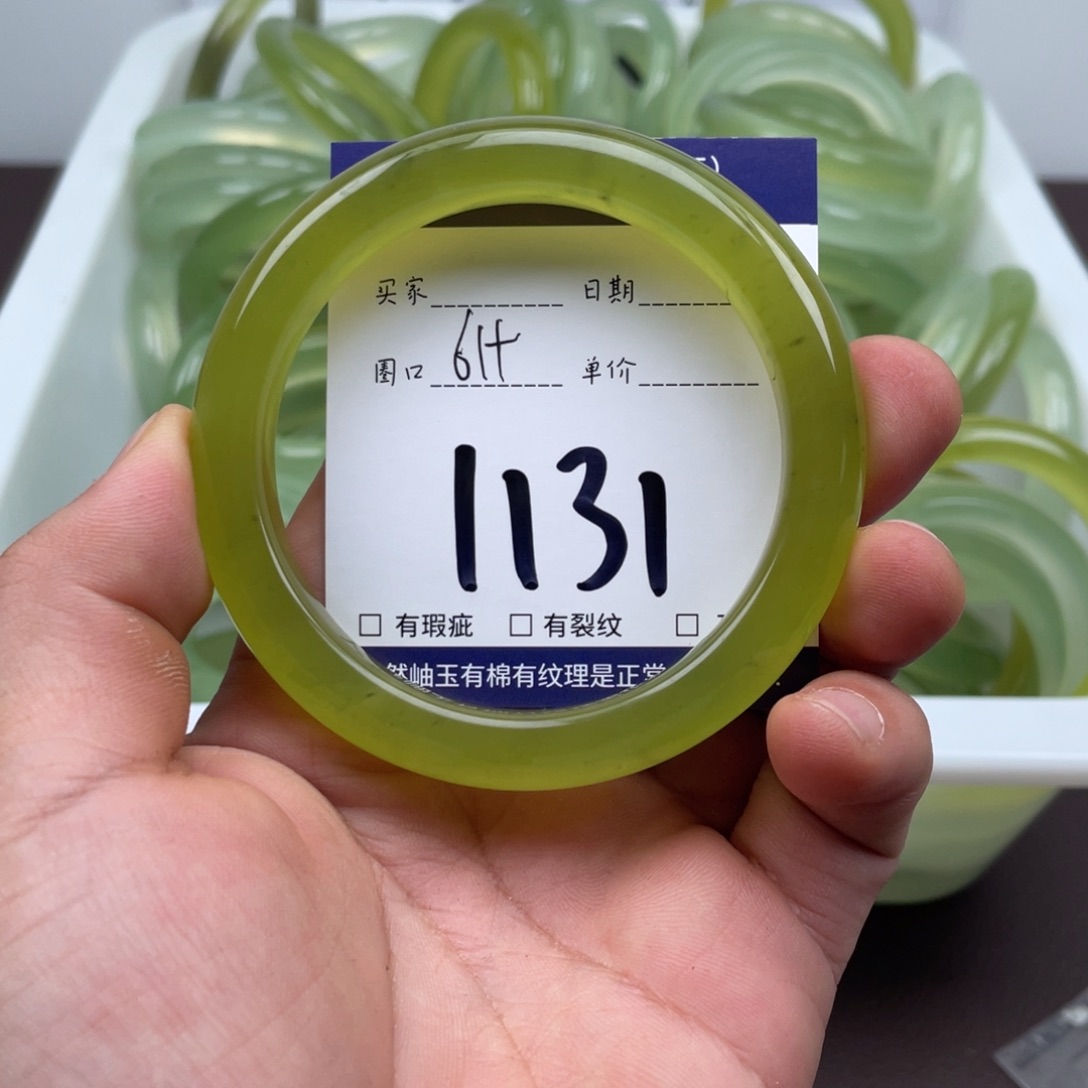 买家 日期
圈口 61+ 单价
1131
□ 有瑕疵 □ 有裂纹 □
然岫玉有棉有纹理是正常